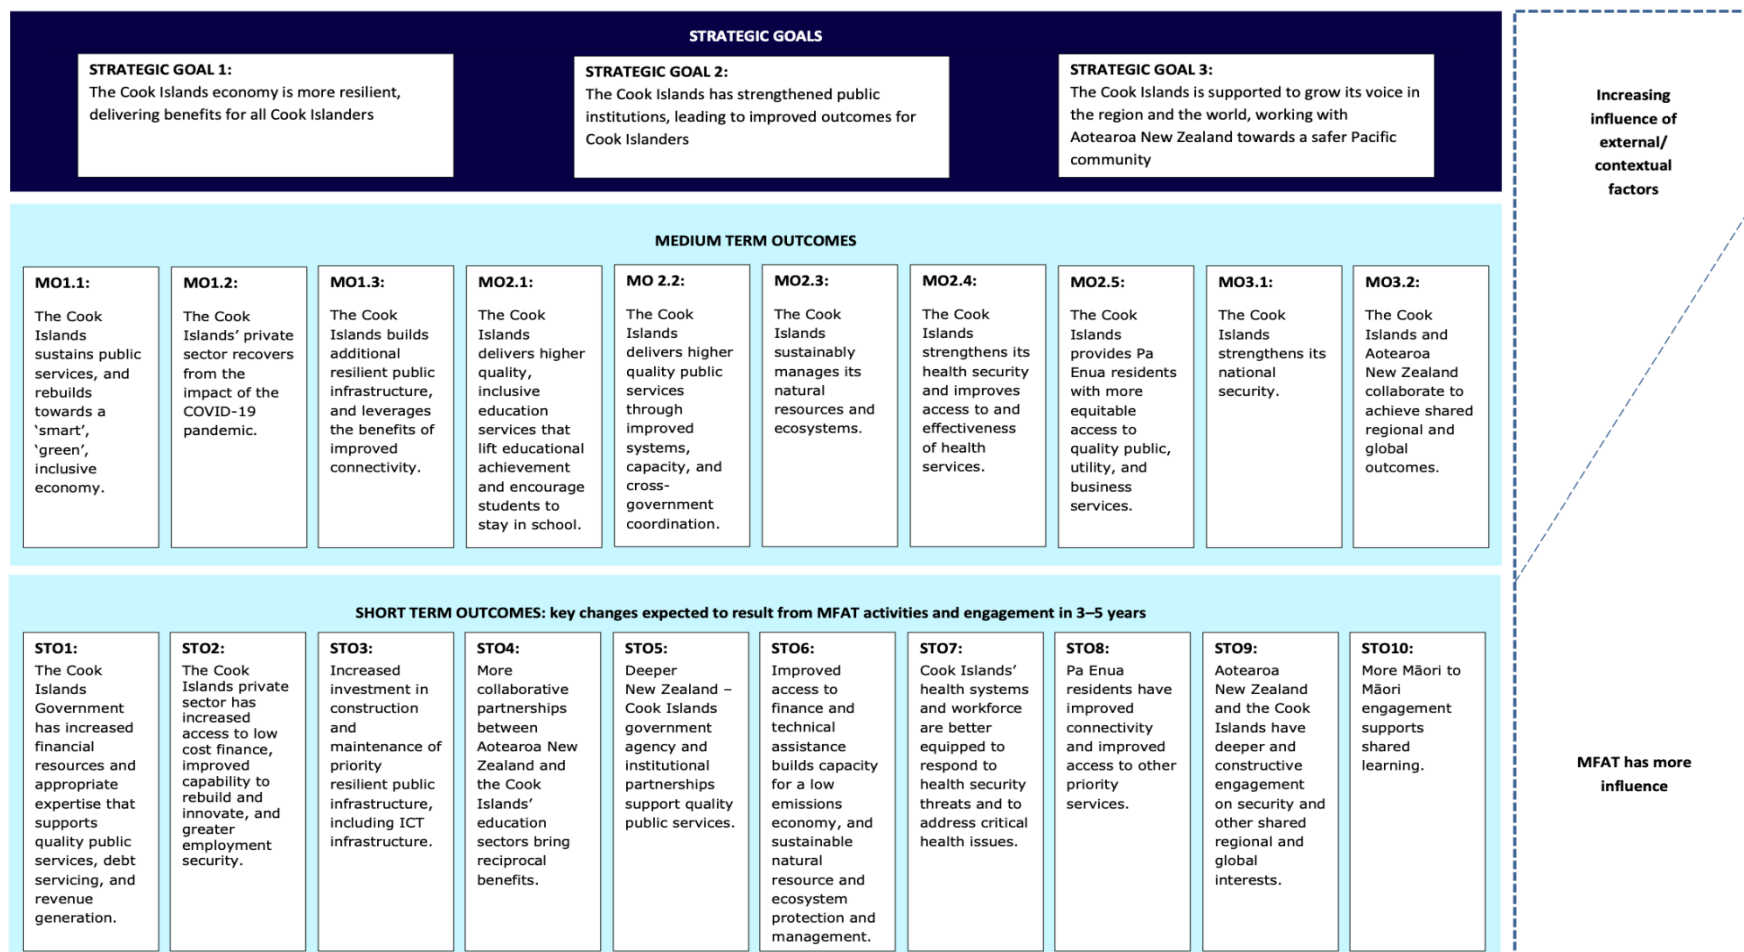 STRATEGIC GOALS
STRATEGIC GOAL 1:
The Cook Islands economy is more resilient,
delivering benefits for all Cook Islanders
STRATEGIC GOAL 2:
The Cook Islands has strengthened public
institutions, leading to improved outcomes for
Cook Islanders
STRATEGIC GOAL 3:
The Cook Islands is supported to grow its voice in
the region and the world, working with
Aotearoa New Zealand towards a safer Pacific
community
Increasing
influence of
external/
contextual
factors
MEDIUM TERM OUTCOMES
MO1.1:
The Cook
Islands
sustains public
services, and
rebuilds
towards a
‘smart’,
‘green’,
inclusive
economy.
MO1.2:
The Cook
Islands’ private
sector recovers
from the
impact of the
COVID-19
pandemic.
MO1.3:
The Cook
Islands builds
additional
resilient public
infrastructure,
and leverages
the benefits of
improved
connectivity.
MO2.1:
The Cook
Islands
delivers higher
quality,
inclusive
education
services that
lift educational
achievement
and encourage
students to
stay in school.
MO 2.2:
The Cook
Islands
delivers higher
quality public
services
through
improved
systems,
capacity, and
cross-
government
coordination.
MO2.3:
The Cook
Islands
sustainably
manages its
natural
resources and
ecosystems.
MO2.4:
The Cook
Islands
strengthens its
health security
and improves
access to and
effectiveness
of health
services.
MO2.5:
The Cook
Islands
provides Pa
Enua residents
with more
equitable
access to
quality public,
utility, and
business
services.
MO3.1:
The Cook
Islands
strengthens its
national
security.
MO3.2:
The Cook
Islands and
Aotearoa
New Zealand
collaborate to
achieve shared
regional and
global
outcomes.
SHORT TERM OUTCOMES: key changes expected to result from MFAT activities and engagement in 3–5 years
STO1:
The Cook
Islands
Government
has increased
financial
resources and
appropriate
expertise that
supports
quality public
services, debt
servicing, and
revenue
generation.
STO2:
The Cook
Islands private
sector has
increased
access to low
cost finance,
improved
capability to
rebuild and
innovate, and
greater
employment
security.
STO3:
Increased
investment in
construction
and
maintenance of
priority
resilient public
infrastructure,
including ICT
infrastructure.
STO4:
More
collaborative
partnerships
between
Aotearoa New
Zealand and
the Cook
Islands’
education
sectors bring
reciprocal
benefits.
STO5:
Deeper
New Zealand –
Cook Islands
government
agency and
institutional
partnerships
support quality
public services.
STO6:
Improved
access to
finance and
technical
assistance
builds capacity
for a low
emissions
economy, and
sustainable
natural
resource and
ecosystem
protection and
management.
STO7:
Cook Islands’
health systems
and workforce
are better
equipped to
respond to
health security
threats and to
address critical
health issues.
STO8:
Pa Enua
residents have
improved
connectivity
and improved
access to other
priority
services.
STO9:
Aotearoa
New Zealand
and the Cook
Islands have
deeper and
constructive
engagement
on security and
other shared
regional and
global
interests.
STO10:
More Māori to
Māori
engagement
supports
shared
learning.
MFAT has more
influence